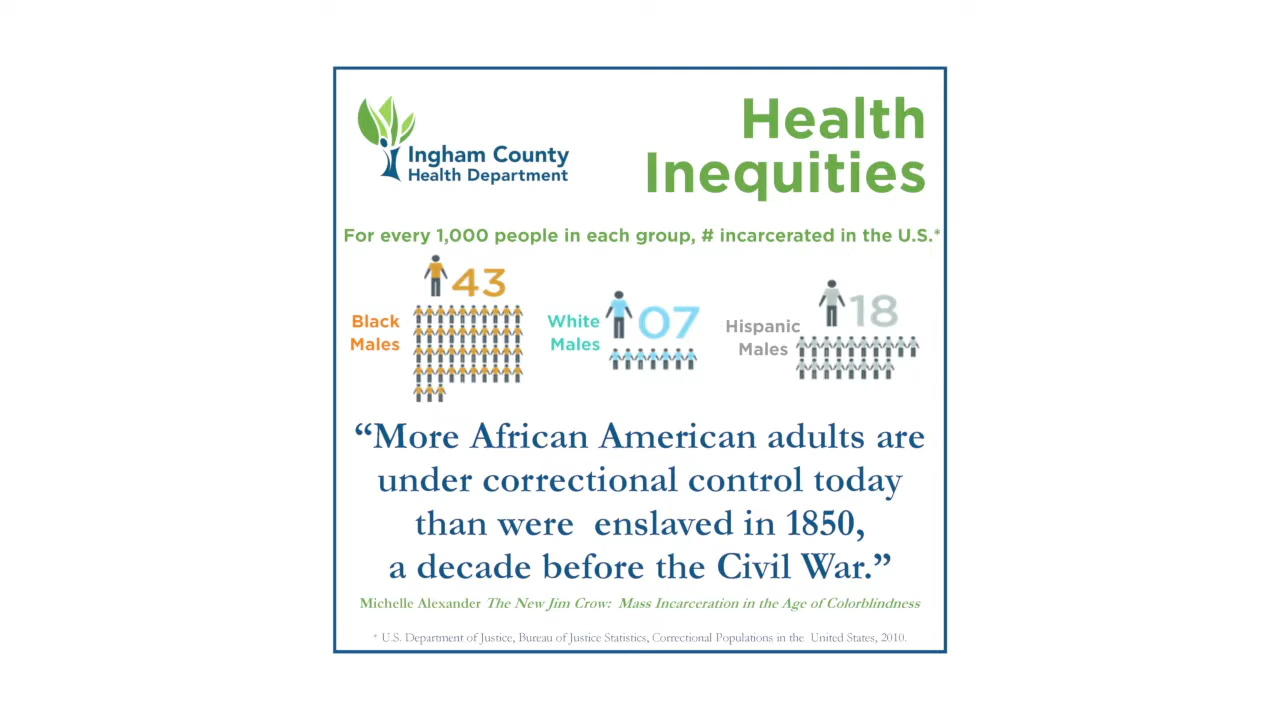 Ingham County
Health Department
Health
Inequities
For every 1,000 people in each group, # incarcerated in the U.S.*
Black
Males
43
White
Males
07
Hispanic
Males
18
“More African American adults are
under correctional control today
than were enslaved in 1850,
a decade before the Civil War.”
Michelle Alexander The New Jim Crow: Mass Incarceration in the Age of Colorblindness
* U.S. Department of Justice, Bureau of Justice Statistics, Correctional Populations in the United States, 2010.